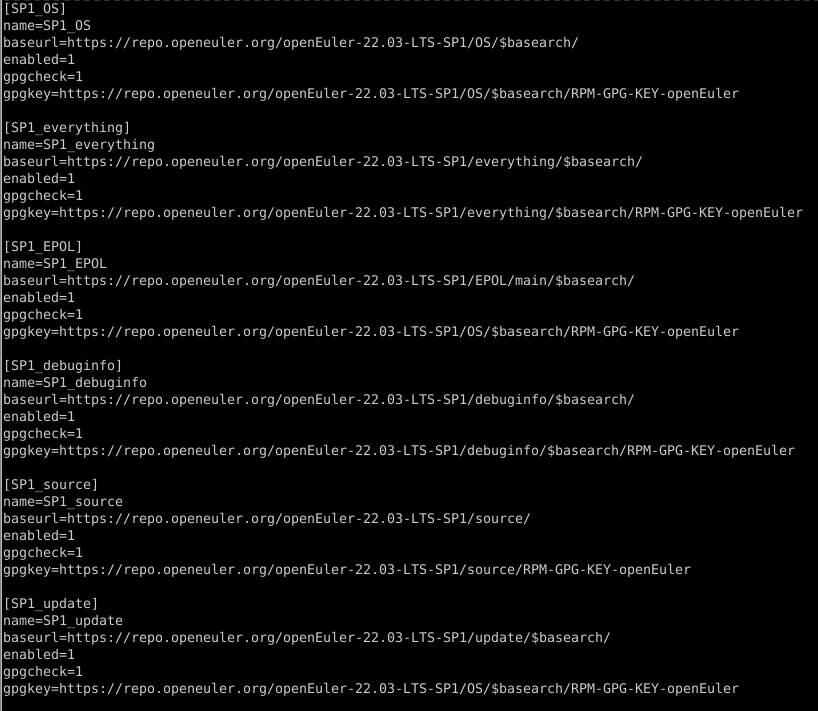 [SP1_OS]
name=SP1_OS
baseurl=https://repo.openeuler.org/openEuler-22.03-LTS-SP1/OS/$basearch/
enabled=1
gpgcheck=1
gpgkey=https://repo.openeuler.org/openEuler-22.03-LTS-SP1/OS/$basearch/RPM-GPG-KEY-openEuler

[SP1_everything]
name=SP1_everything
baseurl=https://repo.openeuler.org/openEuler-22.03-LTS-SP1/everything/$basearch/
enabled=1
gpgcheck=1
gpgkey=https://repo.openeuler.org/openEuler-22.03-LTS-SP1/everything/$basearch/RPM-GPG-KEY-openEuler

[SP1_EPOL]
name=SP1_EPOL
baseurl=https://repo.openeuler.org/openEuler-22.03-LTS-SP1/EPOL/main/$basearch/
enabled=1
gpgcheck=1
gpgkey=https://repo.openeuler.org/openEuler-22.03-LTS-SP1/OS/$basearch/RPM-GPG-KEY-openEuler

[SP1_debuginfo]
name=SP1_debuginfo
baseurl=https://repo.openeuler.org/openEuler-22.03-LTS-SP1/debuginfo/$basearch/
enabled=1
gpgcheck=1
gpgkey=https://repo.openeuler.org/openEuler-22.03-LTS-SP1/debuginfo/$basearch/RPM-GPG-KEY-openEuler

[SP1_source]
name=SP1_source
baseurl=https://repo.openeuler.org/openEuler-22.03-LTS-SP1/source/
enabled=1
gpgcheck=1
gpgkey=https://repo.openeuler.org/openEuler-22.03-LTS-SP1/source/RPM-GPG-KEY-openEuler

[SP1_update]
name=SP1_update
baseurl=https://repo.openeuler.org/openEuler-22.03-LTS-SP1/update/$basearch/
enabled=1
gpgcheck=1
gpgkey=https://repo.openeuler.org/openEuler-22.03-LTS-SP1/OS/$basearch/RPM-GPG-KEY-openEuler